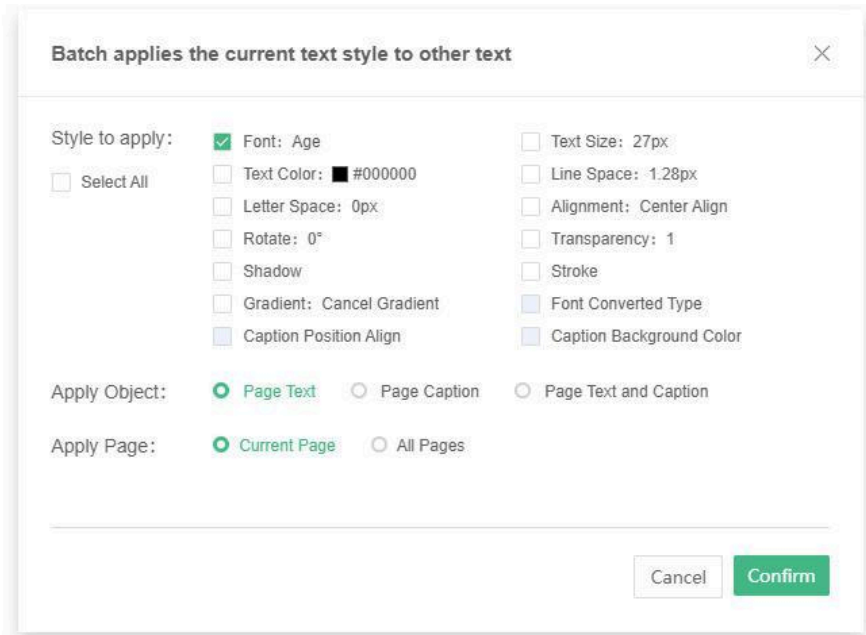 Batch applies the current text style to other text
Style to apply: Font: Age Text Size: 27px
Select All Text Color: #000000 Line Space: 1.28px
Letter Space: 0px Alignment: Center Align
Rotate: 0° Transparency: 1
Shadow Stroke
Gradient: Cancel Gradient Font Converted Type
Caption Position Align Caption Background Color
Apply Object: Page Text Page Caption Page Text and Caption
Apply Page: Current Page All Pages
Cancel Confirm